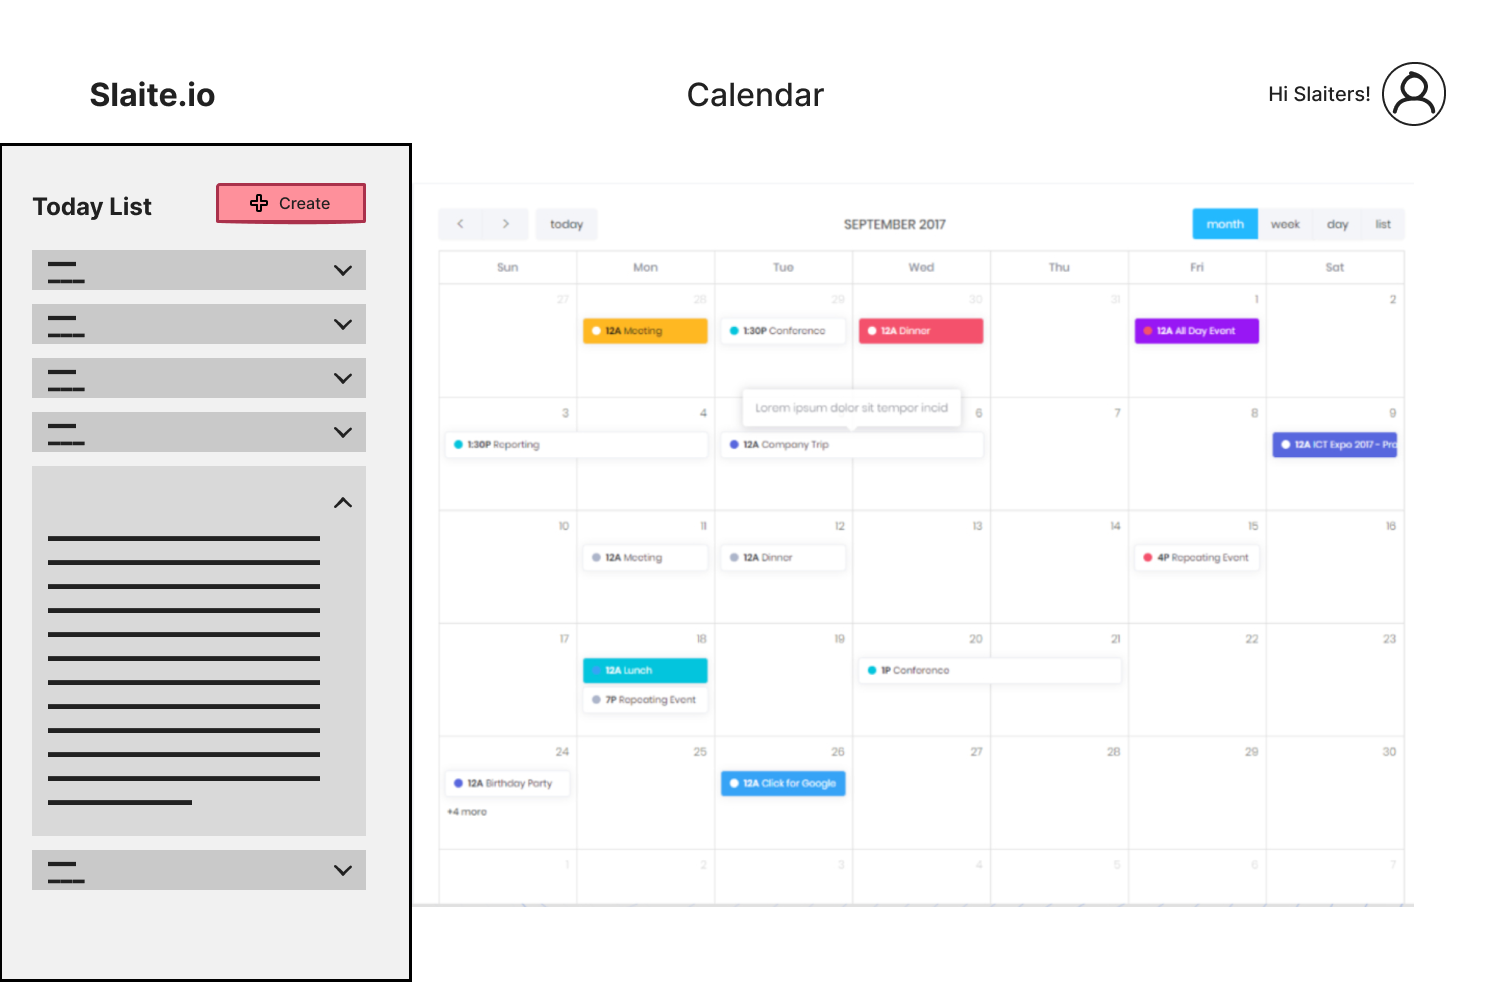 Slaite.io
Calendar
Hi Slaiters!
Today List
Create
today
SEPTEMBER 2017
month week day list
Sun Mon Tue Wed Thu Fri Sat
27 28 29 30 31 1 2
12A Meeting
1:30P Conference
12A Dinner
12A All Day Event
Lorem ipsum dolor sit tempor incid
3 4 6 7 8 9
1:30P Reporting
12A Company Trip
12A ICT Expo 2017 - Pro
10 11 12 13 14 15 16
12A Meeting
12A Dinner
4P Repeating Event
17 18 19 20 21 22 23
12A Lunch
1P Conference
7P Repeating Event
24 25 26 27 28 29 30
12A Birthday Party
12A Click for Google
+4 more
1 2 3 4 5 6 7